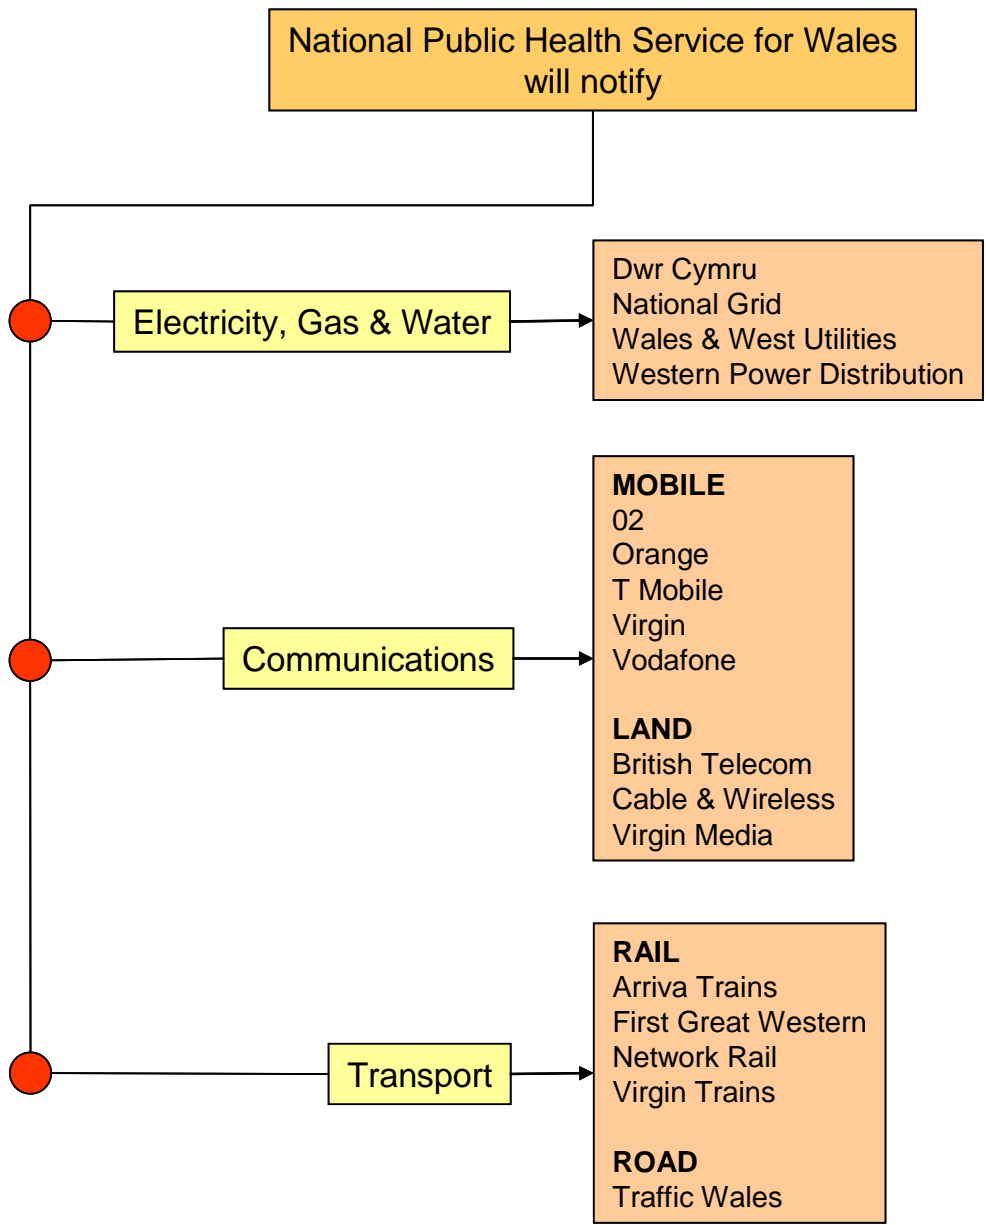 National Public Health Service for Wales
will notify
Electricity, Gas & Water
Dwr Cymru
National Grid
Wales & West Utilities
Western Power Distribution
Communications
MOBILE
02
Orange
T Mobile
Virgin
Vodafone
LAND
British Telecom
Cable & Wireless
Virgin Media
Transport
RAIL
Arriva Trains
First Great Western
Network Rail
Virgin Trains
ROAD
Traffic Wales